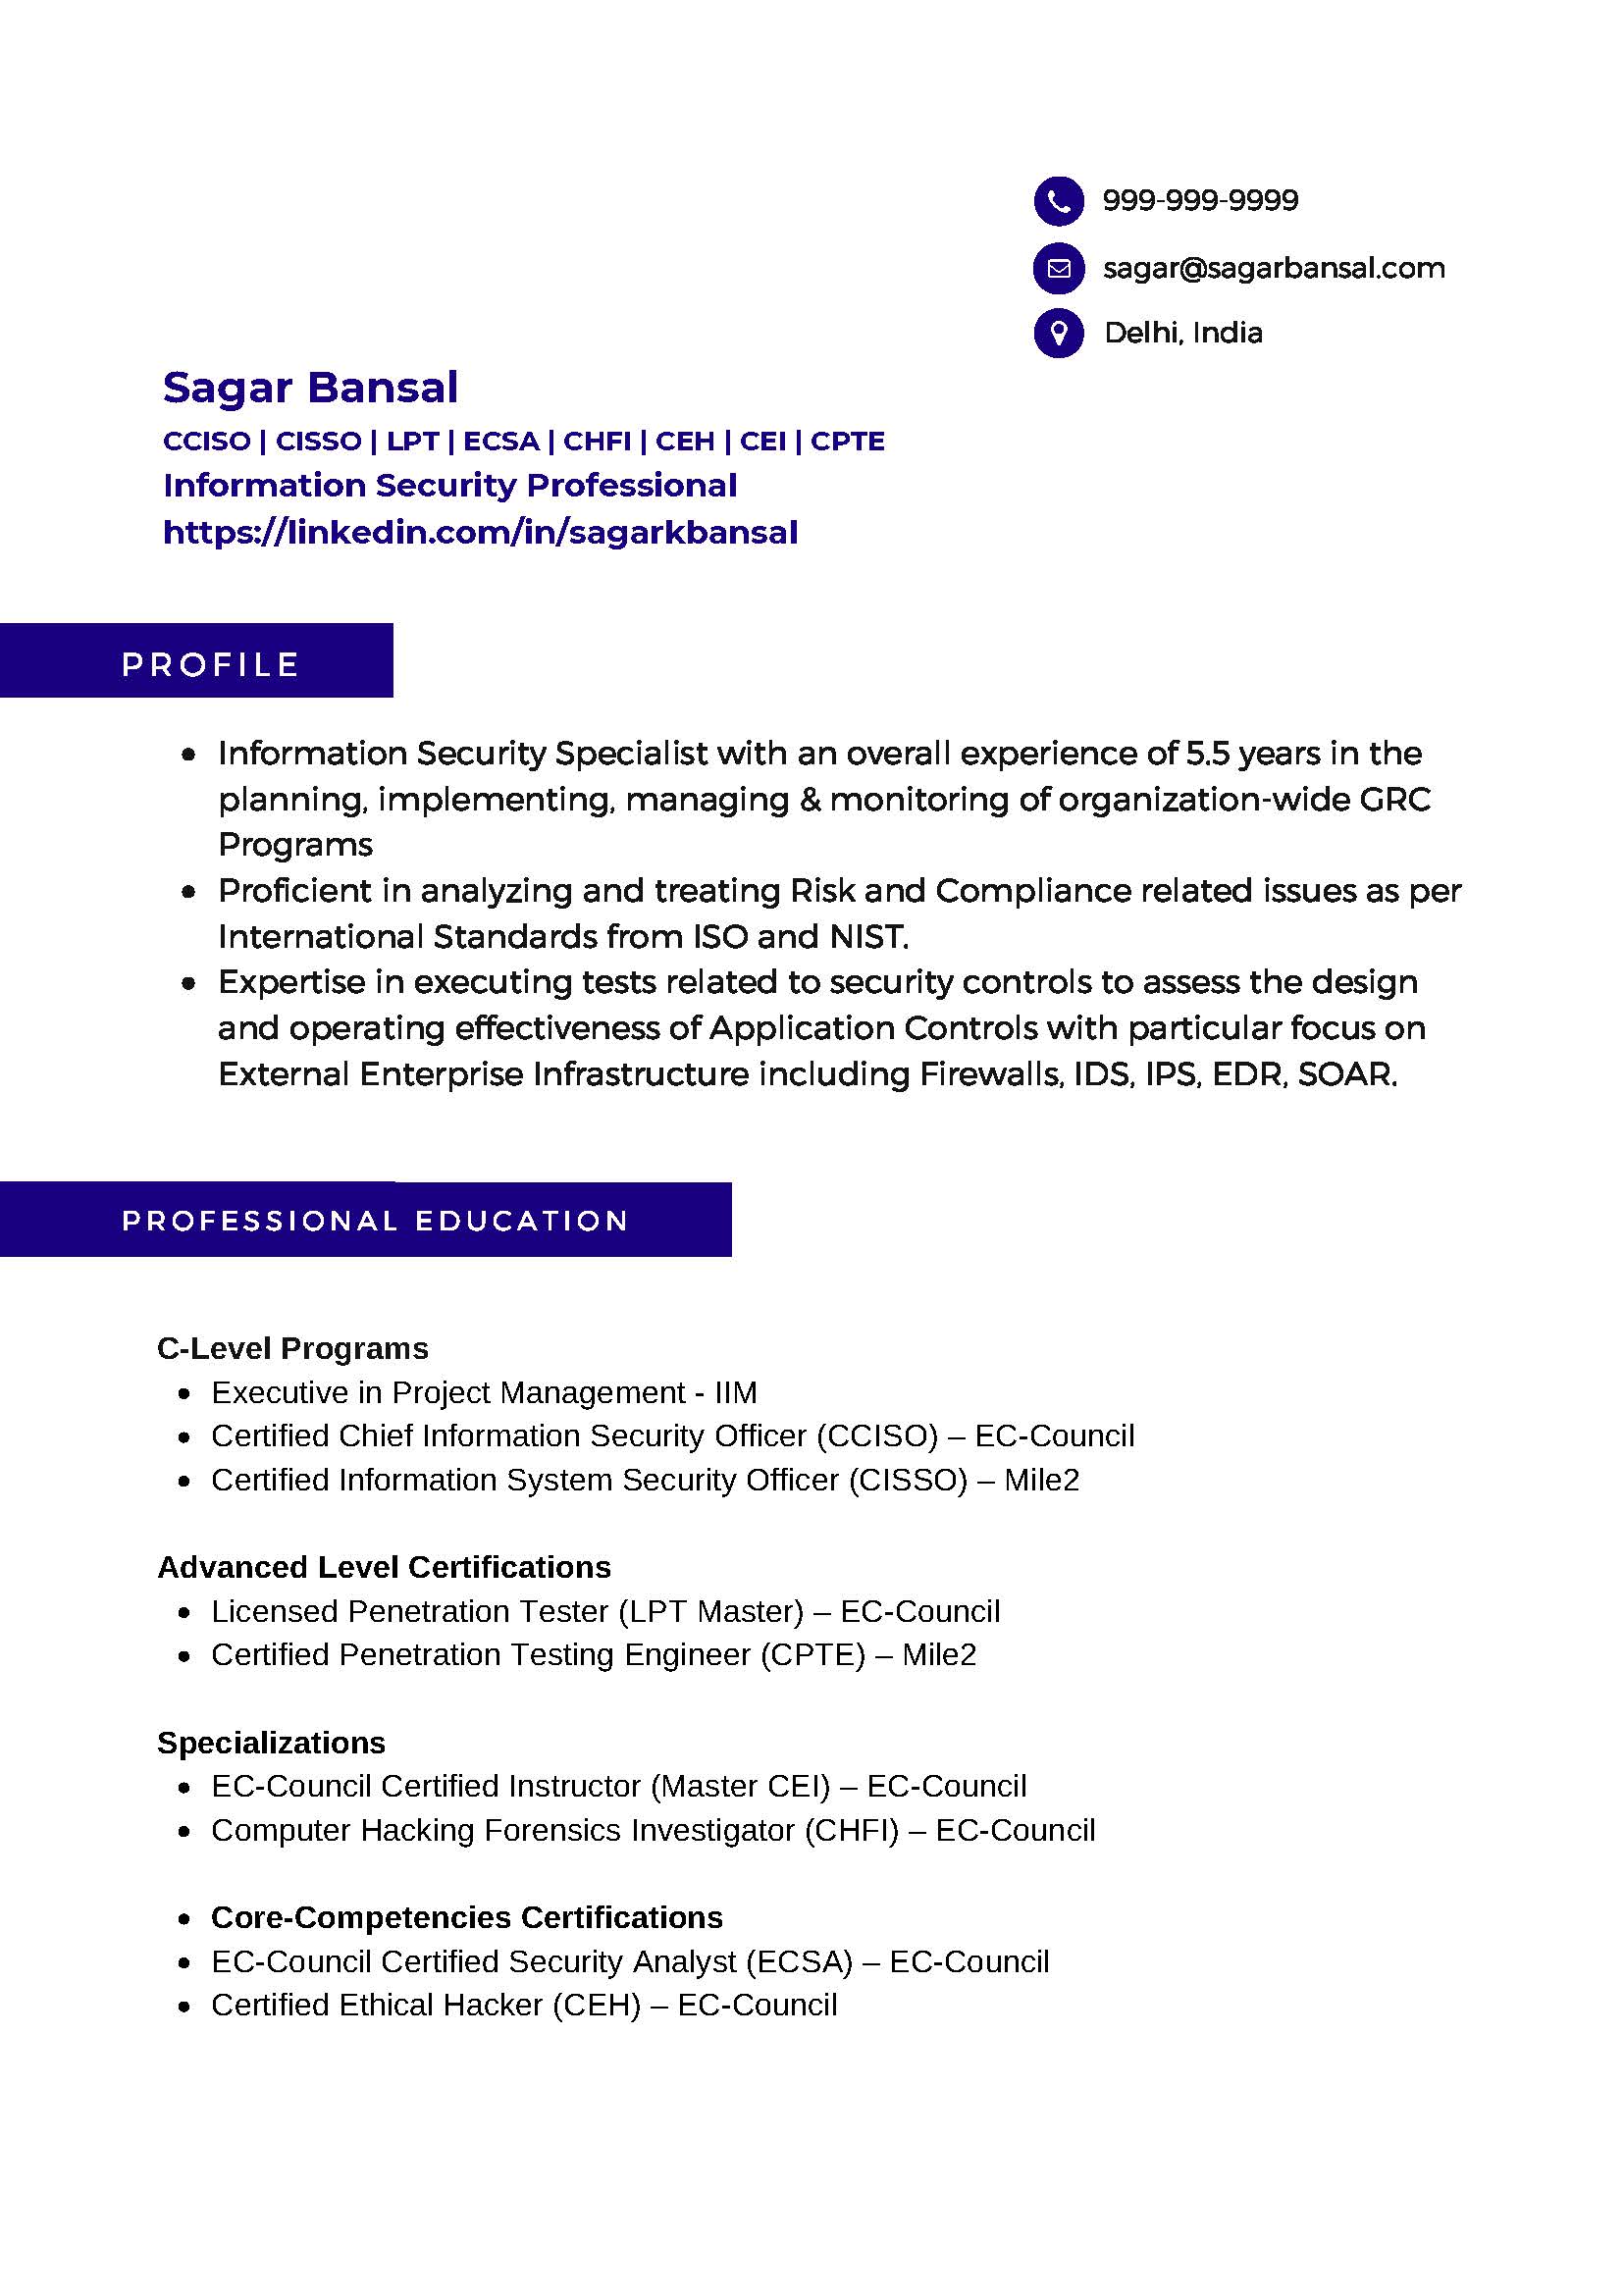 999-999-9999
sagar@sagarbansal.com
Delhi, India
Sagar Bansal
CCISO | CISSO | LPT | ECSA | CHFI | CEH | CEI | CPTE
Information Security Professional
https://linkedin.com/in/sagarkbansal
PROFILE
• Information Security Specialist with an overall experience of 5.5 years in the
planning, implementing, managing & monitoring of organization-wide GRC
Programs
• Proficient in analyzing and treating Risk and Compliance related issues as per
International Standards from ISO and NIST.
• Expertise in executing tests related to security controls to assess the design
and operating effectiveness of Application Controls with particular focus on
External Enterprise Infrastructure including Firewalls, IDS, IPS, EDR, SOAR.
PROFESSIONAL EDUCATION
C-Level Programs
• Executive in Project Management - IIM
• Certified Chief Information Security Officer (CCISO) – EC-Council
• Certified Information System Security Officer (CISSO) – Mile2
Advanced Level Certifications
• Licensed Penetration Tester (LPT Master) – EC-Council
• Certified Penetration Testing Engineer (CPTE) – Mile2
Specializations
• EC-Council Certified Instructor (Master CEI) – EC-Council
• Computer Hacking Forensics Investigator (CHFI) – EC-Council
• Core-Competencies Certifications
• EC-Council Certified Security Analyst (ECSA) – EC-Council
• Certified Ethical Hacker (CEH) – EC-Council